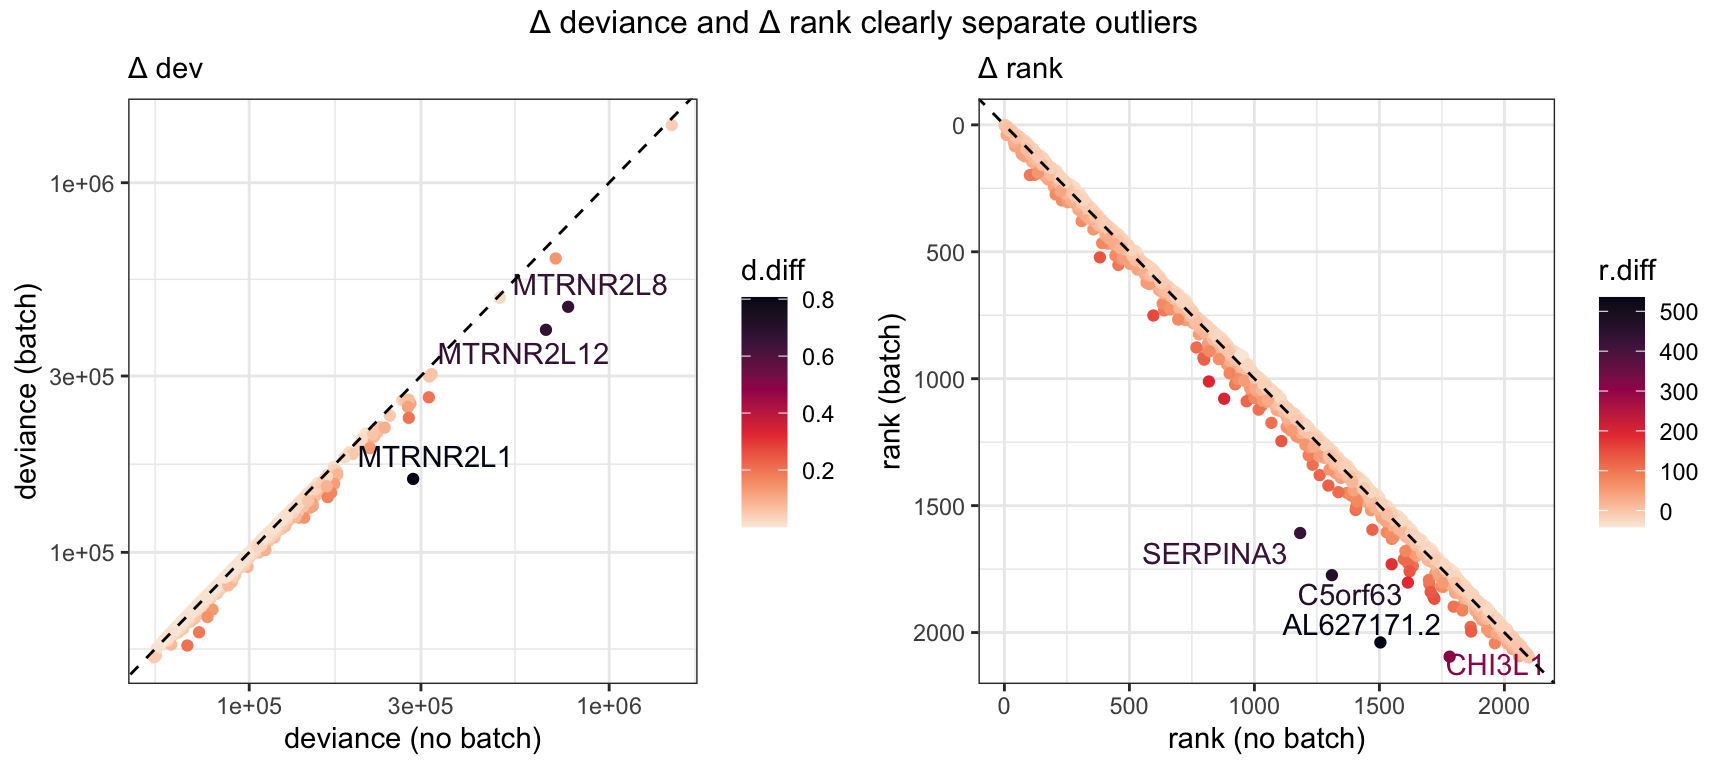 Δ deviance and Δ rank clearly separate outliers
Δ dev
deviance (batch)
1e+06
3e+05
1e+05
MTRNR2L8
MTRNR2L12
MTRNR2L1
1e+05 3e+05 1e+06
deviance (no batch)
d.diff
0.8
0.6
0.4
0.2
Δ rank
rank (batch)
0
500
1000
1500
2000
SERPINA3
C5orf63
AL627171.2
CHI3L1
0 500 1000 1500 2000
rank (no batch)
r.diff
500
400
300
200
100
0